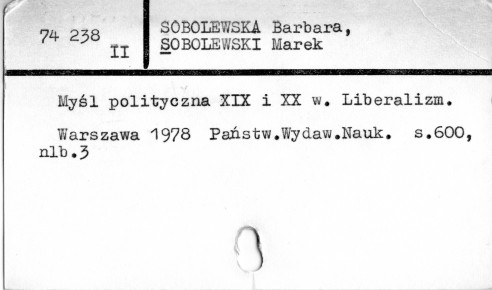 74 238
II
SOBOLEWSKA Barbara,
SOBOLEWSKI Marek
Myśl polityczna XIX i XX w. Liberalizm.
Warszawa 1978 Państw.Wydaw.Nauk. s.600,
nlb.3